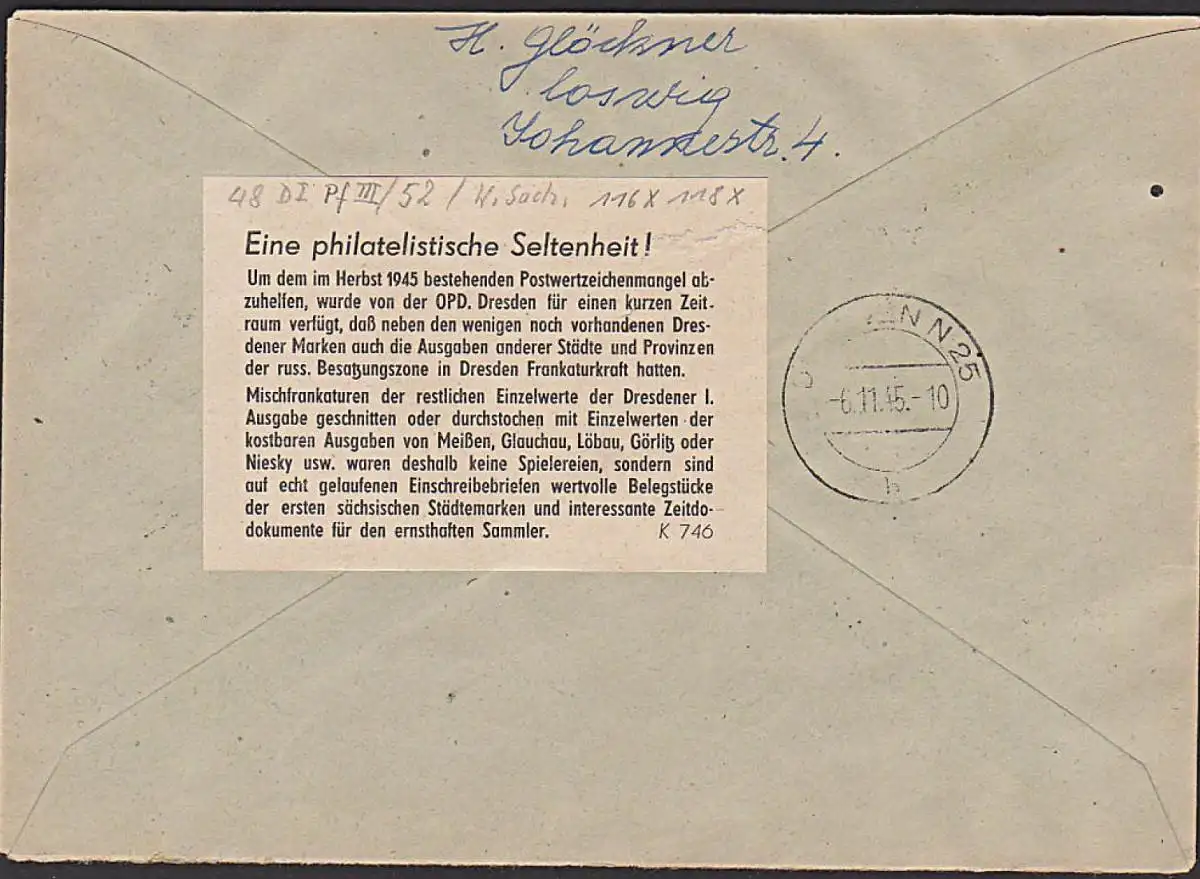 H. Glöckner
Coswig
Johannestr. 4.
48 DI Pf III/52 / W. Sach. 116X 118X
Eine philatelistische Seltenheit!
Um dem im Herbst 1945 bestehenden Postwertzeichenmangel ab-
zuhelfen, wurde von der OPD. Dresden für einen kurzen Zeit-
raum verfügt, daß neben den wenigen noch vorhandenen Dres-
dener Marken auch die Ausgaben anderer Städte und Provinzen
der russ. Besatzungszone in Dresden Frankaturkraft hatten.
Mischfrankaturen der restlichen Einzelwerte der Dresdener I.
Ausgabe geschnitten oder durchstochen mit Einzelwerten der
kostbaren Ausgaben von Meißen, Glauchau, Löbau, Görlitz oder
Niesky usw. waren deshalb keine Spielereien, sondern sind
auf echt gelaufenen Einschreibebriefen wertvolle Belegstücke
der ersten sächsischen Städtemarken und interessante Zeitdo-
dokumente für den ernsthaften Sammler. K 746
N N 25
-6.11.45.-10
h